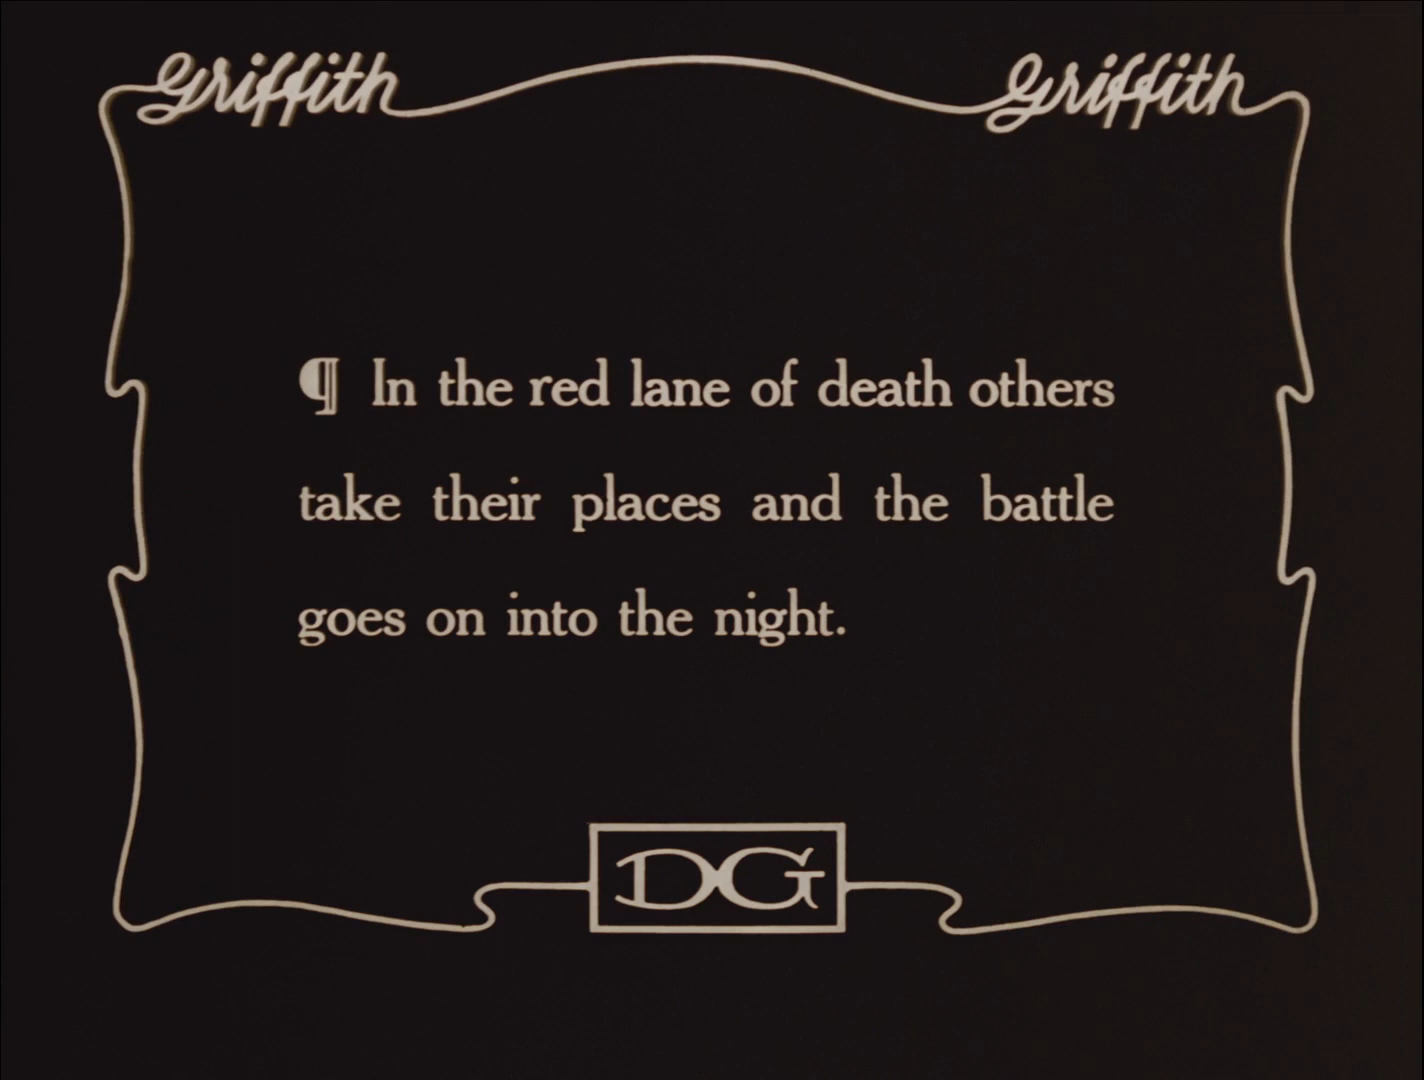 Griffith Griffith
¶ In the red lane of death others
take their places and the battle
goes on into the night.
DG